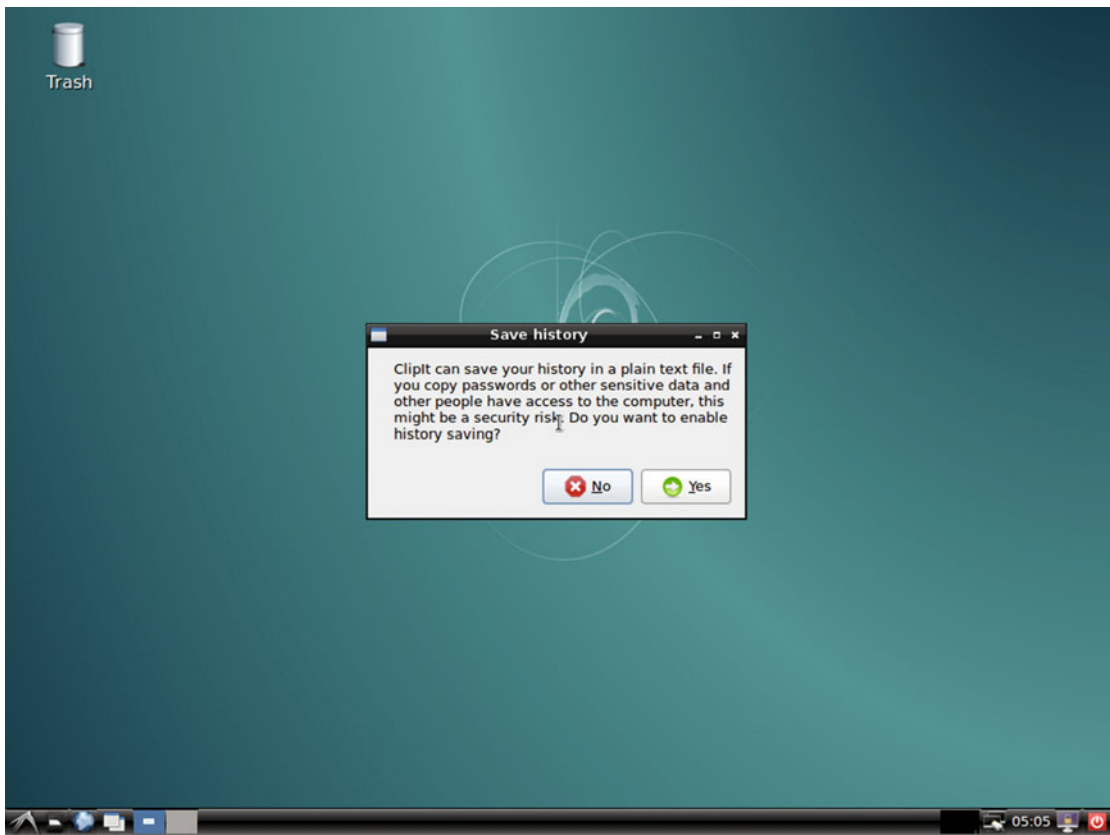 Trash
Save history
ClipIt can save your history in a plain text file. If
you copy passwords or other sensitive data and
other people have access to the computer, this
might be a security risk. Do you want to enable
history saving?
No
Yes
05:05